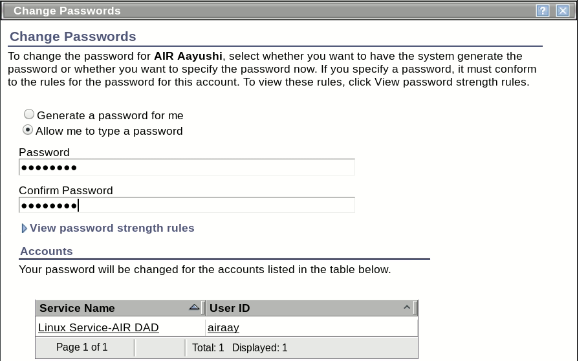 Change Passwords
Change Passwords
To change the password for AIR Aayushi, select whether you want to have the system generate the
password or whether you want to specify the password now. If you specify a password, it must conform
to the rules for the password for this account. To view these rules, click View password strength rules.
Generate a password for me
Allow me to type a password
Password
••••••••
Confirm Password
••••••••
View password strength rules
Accounts
Your password will be changed for the accounts listed in the table below.
Service Name User ID
Linux Service-AIR DAD airaay
Page 1 of 1 Total: 1 Displayed: 1